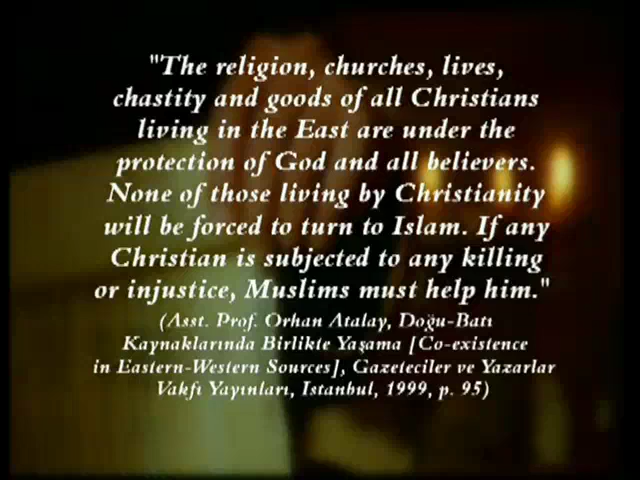 "The religion, churches, lives,
chastity and goods of all Christians
living in the East are under the
protection of God and all believers.
None of those living by Christianity
will be forced to turn to Islam. If any
Christian is subjected to any killing
or injustice, Muslims must help him."
(Asst. Prof. Orhan Atalay, Doğu-Batı
Kaynaklarında Birlikte Yaşama [Co-existence
in Eastern-Western Sources], Gazeteciler ve Yazarlar
Vakfı Yayınları, Istanbul, 1999, p. 95)